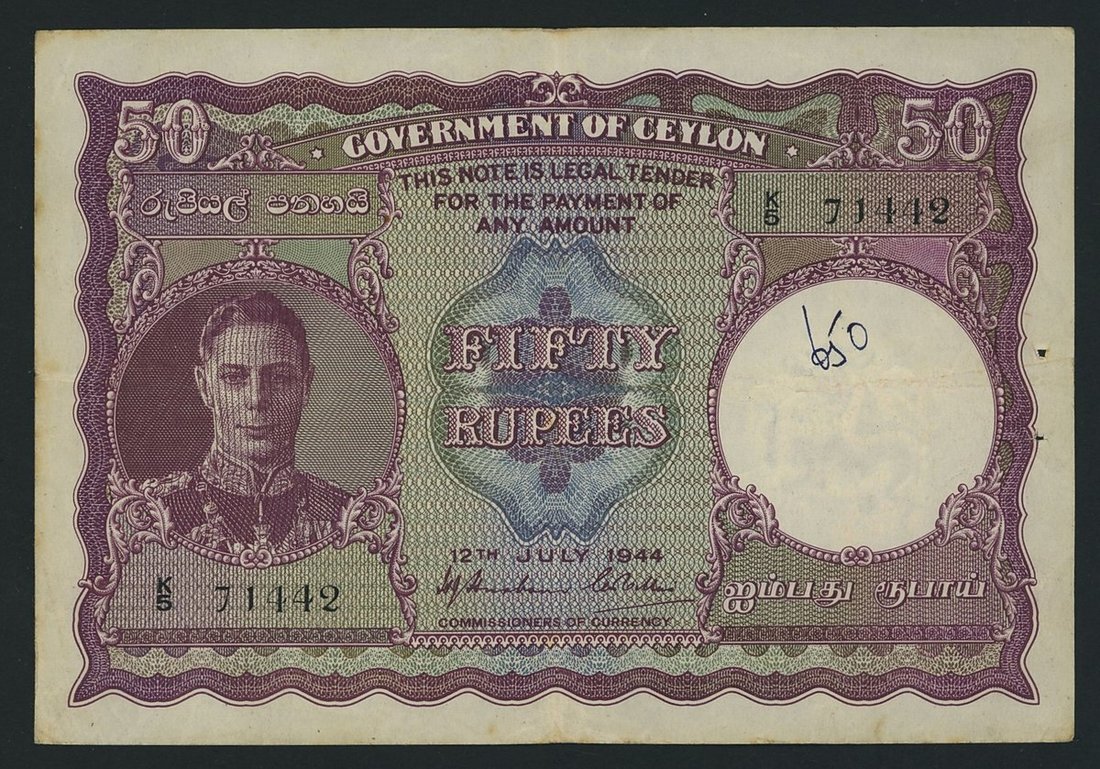 50 50
GOVERNMENT OF CEYLON
රුපියල් පනහයි
THIS NOTE IS LEGAL TENDER
FOR THE PAYMENT OF
ANY AMOUNT
K/5 71442
650
FIFTY
RUPEES
12TH JULY 1944
COMMISSIONERS OF CURRENCY
K/5 71442
ஐம்பது ரூபாய்